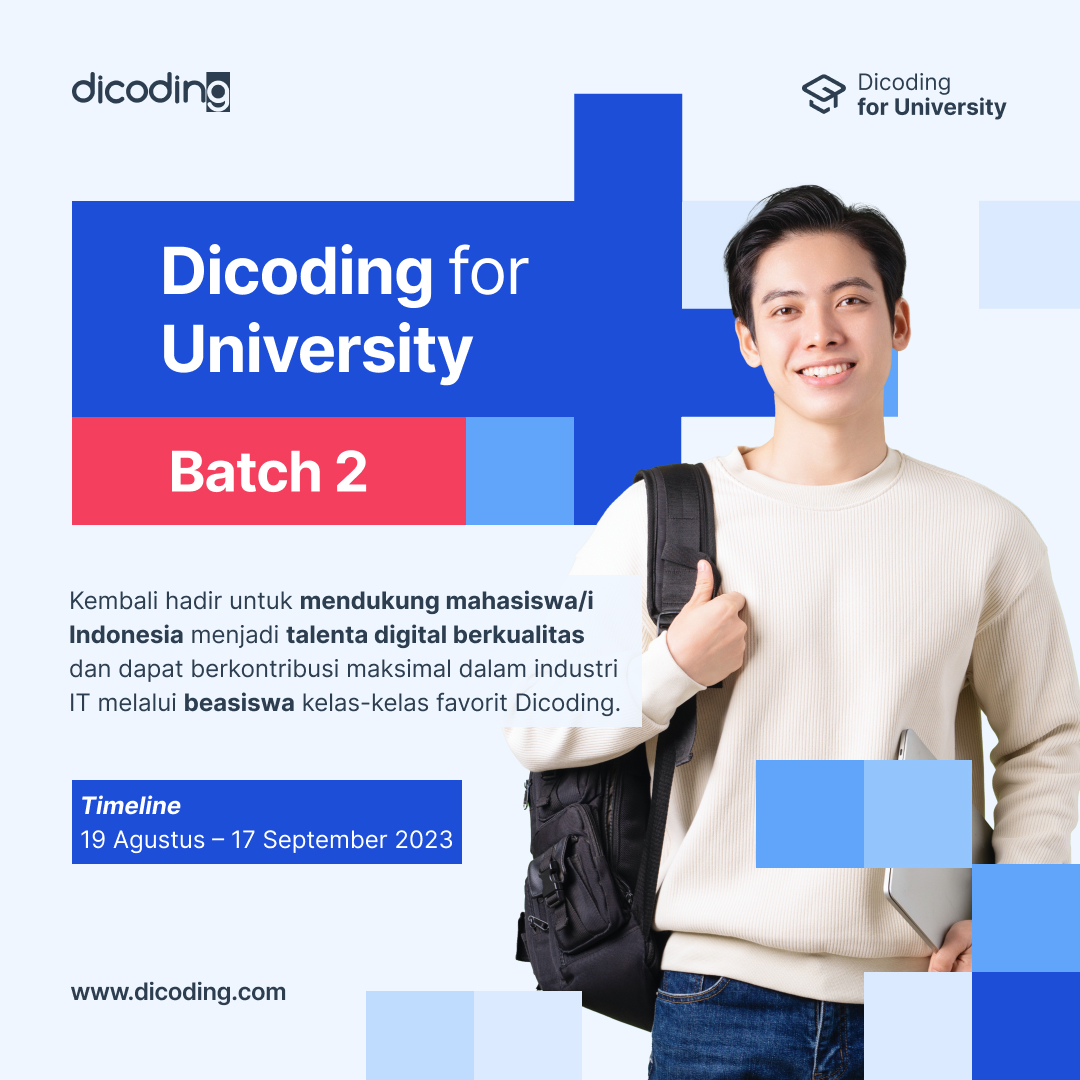 dicoding
Dicoding
for University
Dicoding for
University
Batch 2
Kembali hadir untuk mendukung mahasiswa/i
Indonesia menjadi talenta digital berkualitas
dan dapat berkontribusi maksimal dalam industri
IT melalui beasiswa kelas-kelas favorit Dicoding.
Timeline
19 Agustus – 17 September 2023
www.dicoding.com